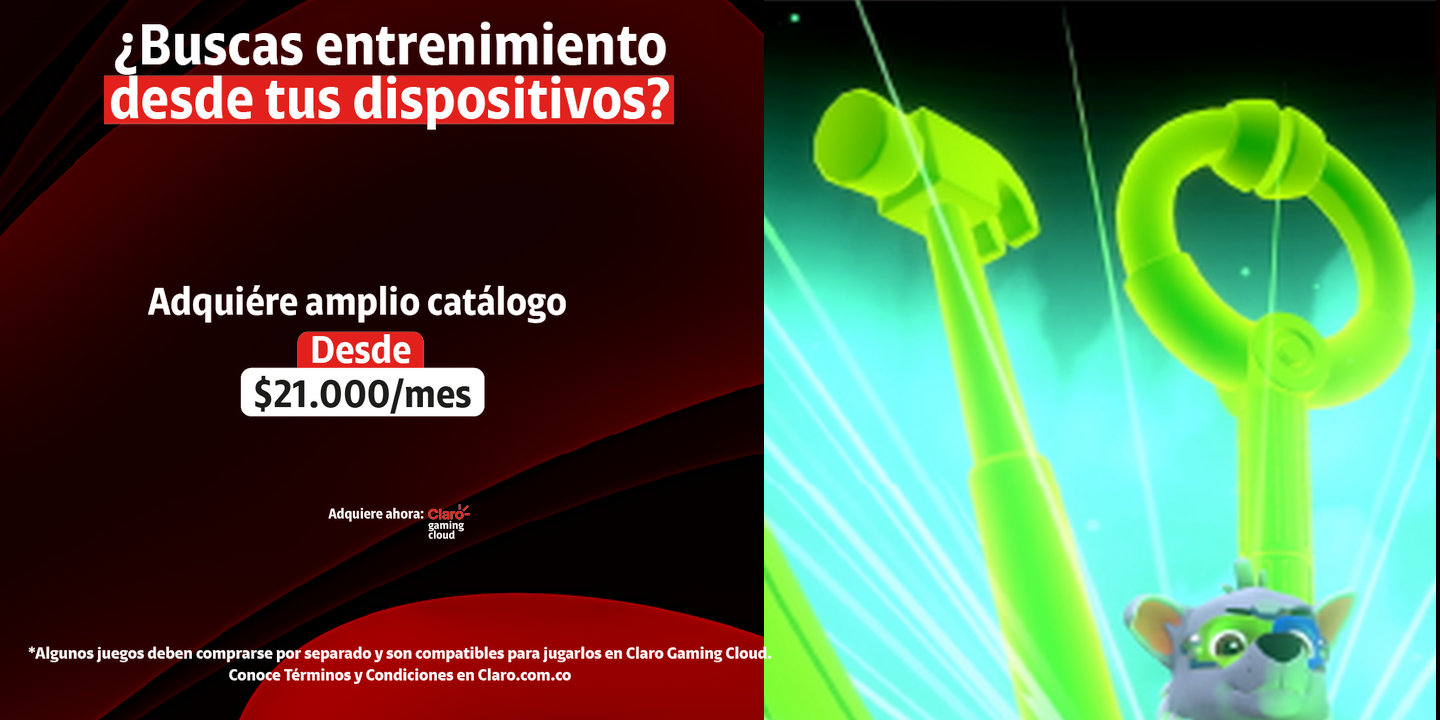 ¿Buscas entrenimiento
desde tus dispositivos?
Adquiére amplio catálogo
Desde
$21.000/mes
Adquiere ahora: Claro
gaming
cloud
*Algunos juegos deben comprarse por separado y son compatibles para jugarlos en Claro Gaming Cloud.
Conoce Términos y Condiciones en Claro.com.co